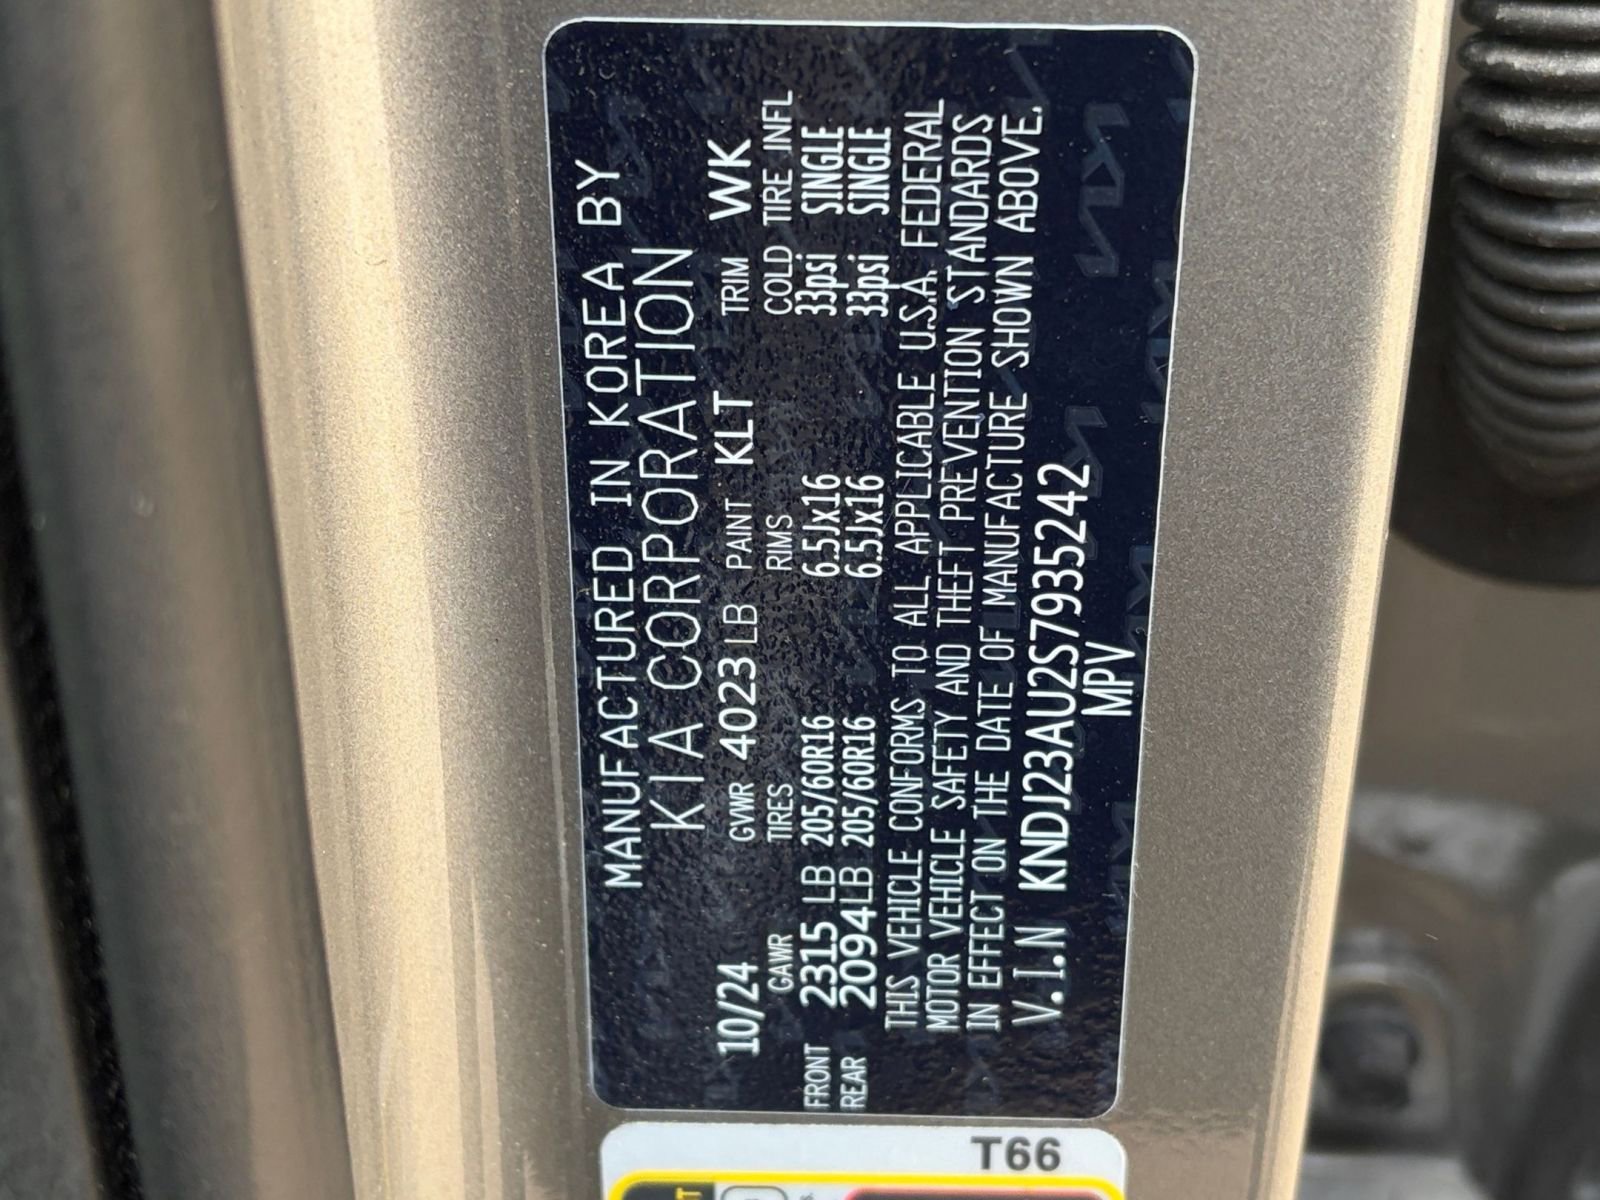 MANUFACTURED IN KOREA BY
KIA CORPORATION
10/24 GVWR 4023 LB PAINT KLT TRIM WK
GAWR TIRES RIMS COLD TIRE INFL
FRONT 2315 LB 205/60R16 6.5Jx16 33psi SINGLE
REAR 2094LB 205/60R16 6.5Jx16 33psi SINGLE
THIS VEHICLE CONFORMS TO ALL APPLICABLE U.S.A. FEDERAL
MOTOR VEHICLE SAFETY AND THEFT PREVENTION STANDARDS
IN EFFECT ON THE DATE OF MANUFACTURE SHOWN ABOVE.
V.I.N KNDJ23AU2S7935242
MPV
T66